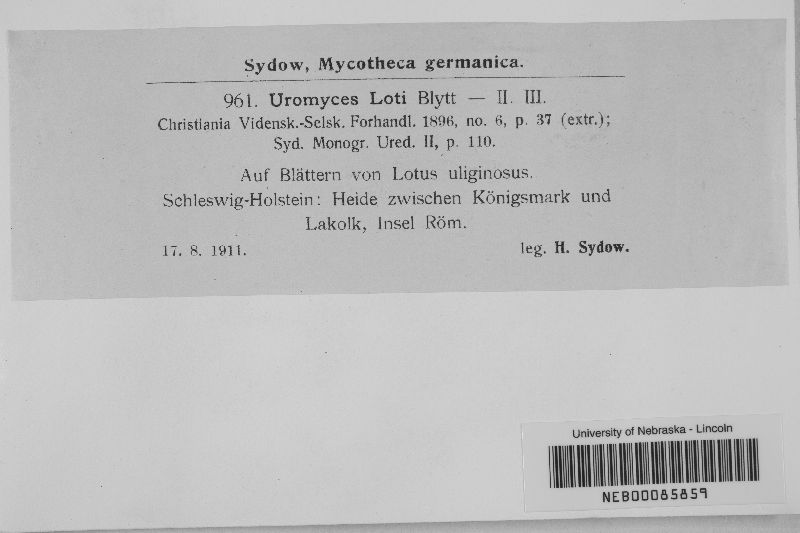 Sydow, Mycotheca germanica.
961. Uromyces Loti Blytt — II. III.
Christiania Vidensk.-Selsk. Forhandl. 1896, no. 6, p. 37 (extr.);
Syd. Monogr. Ured. II, p. 110.
Auf Blättern von Lotus uliginosus.
Schleswig-Holstein: Heide zwischen Königsmark und
Lakolk, Insel Röm.
17. 8. 1911. leg. H. Sydow.
University of Nebraska - Lincoln
NEB00085859